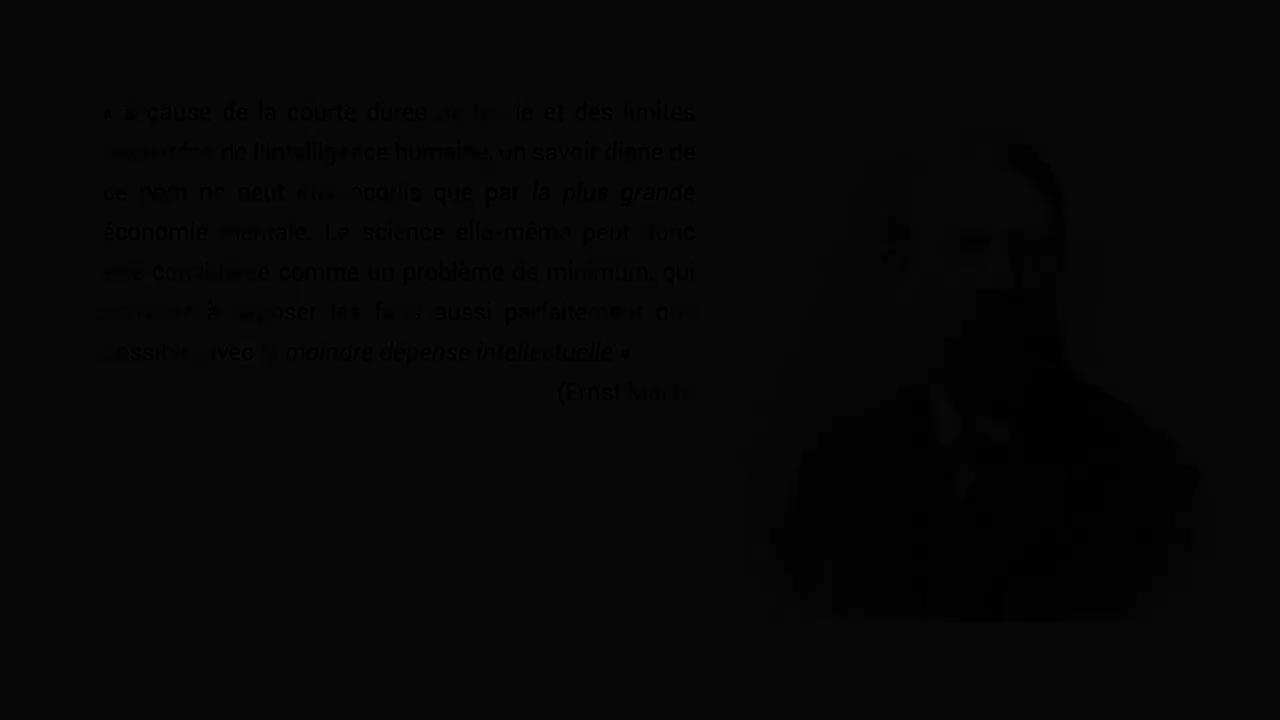 « à cause de la courte durée de la vie et des limites
de l'intelligence humaine, un savoir digne de
ce nom ne peut être acquis que par la plus grande
économie mentale. La science elle-même peut donc
être considérée comme un problème de minimum, qui
à exposer les faits aussi parfaitement que
possible avec la moindre dépense intellectuelle »
(Ernst Mach)